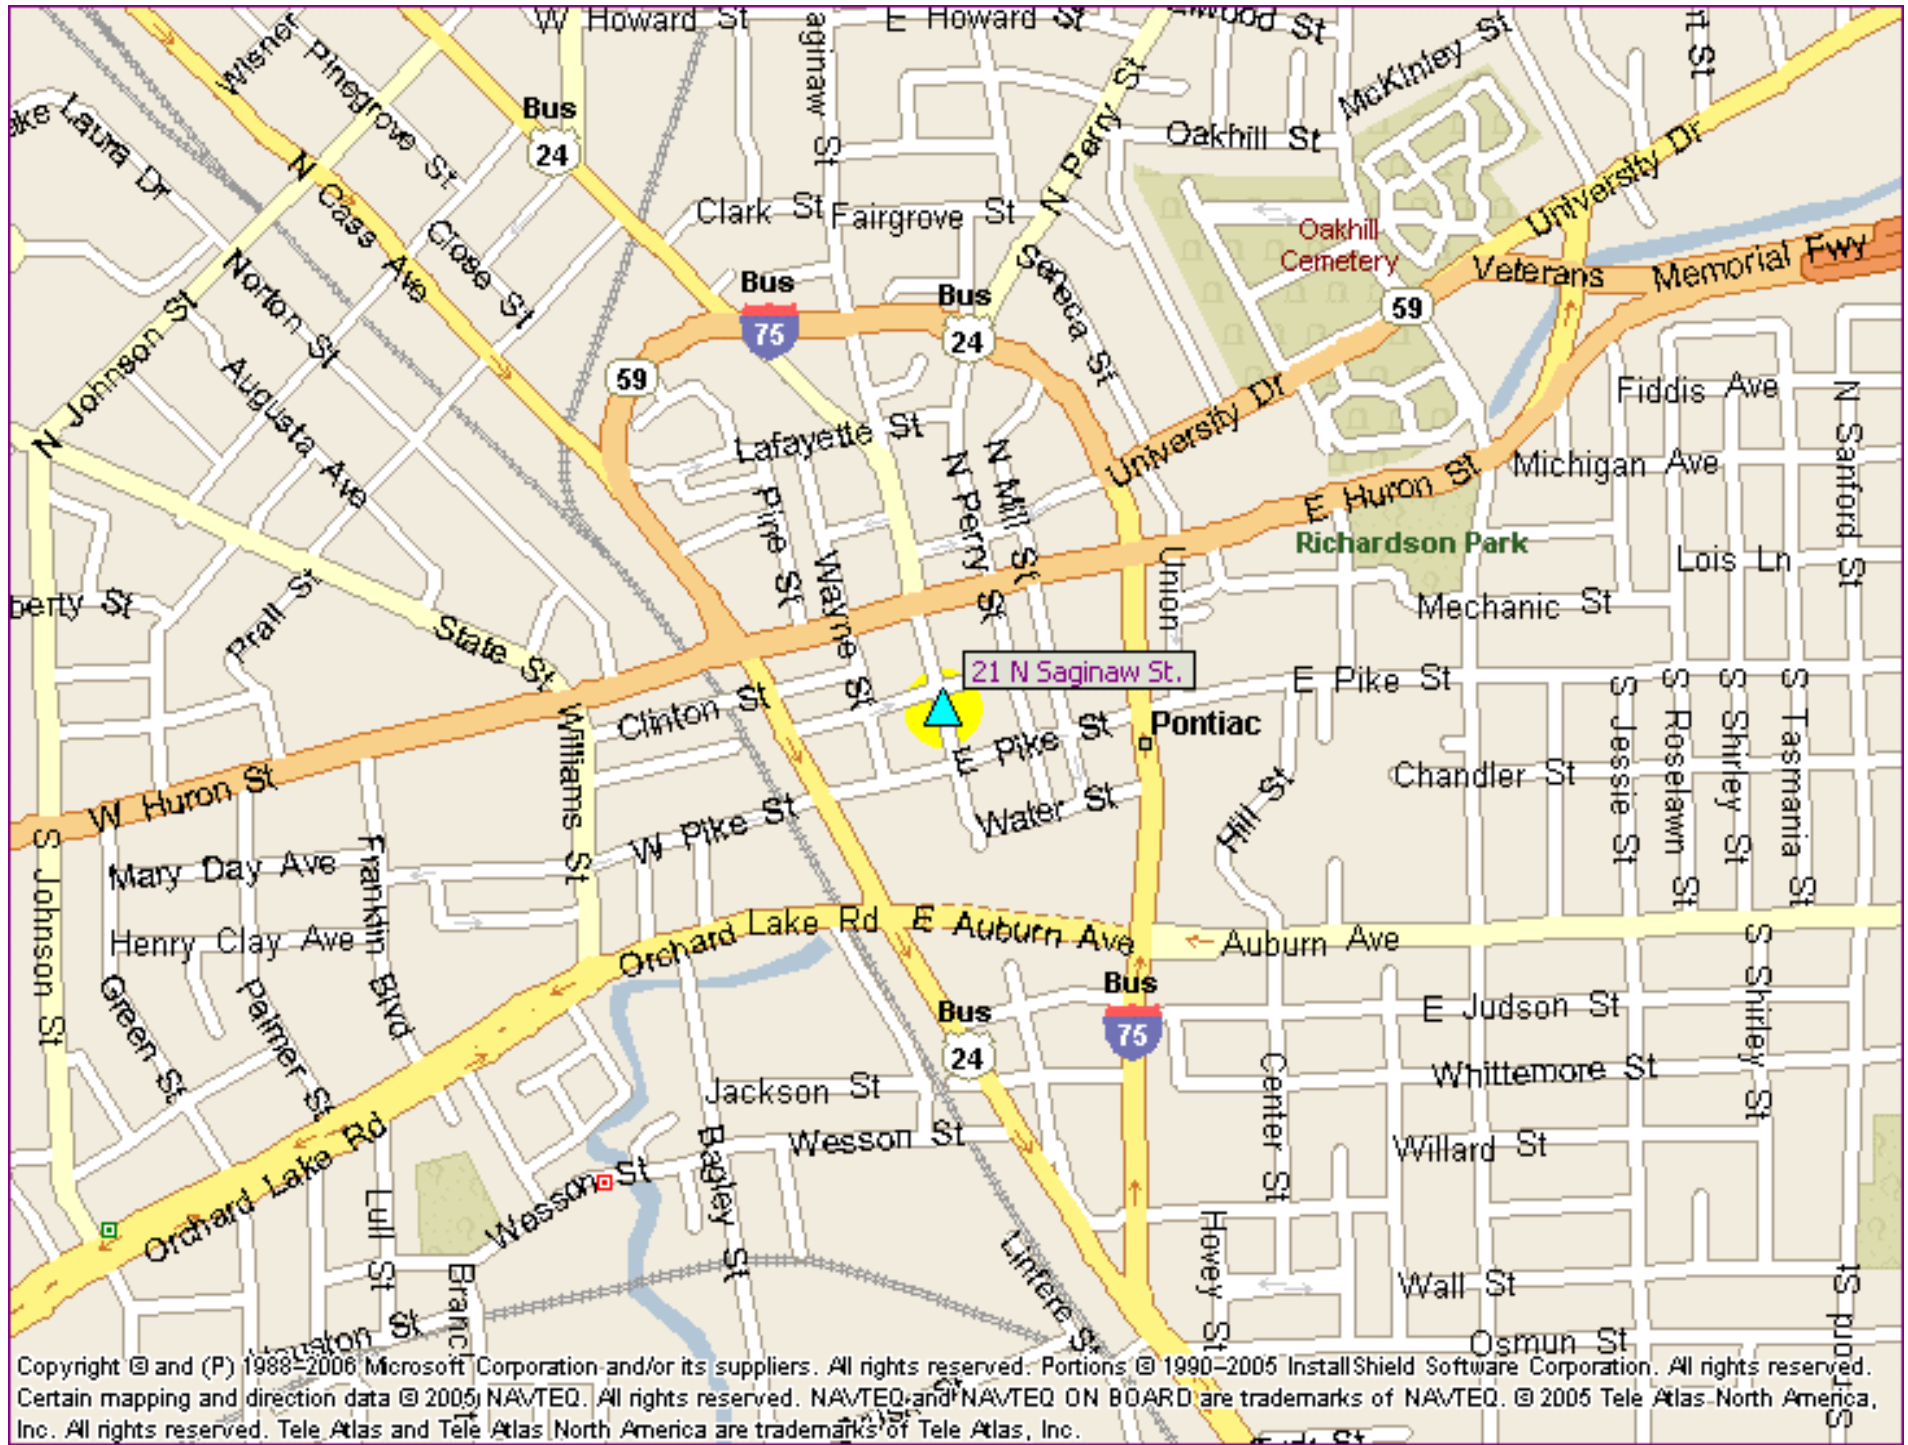 W Howard St
E Howard St
Wisner
Pinegrove St
Bus
24
aginaw St
N Perry St
McKinley St
nt St
Oakhill St
Laura Dr
N Cass Ave
Close St
Clark St
Fairgrove St
Oakhill
Cemetery
University Dr
Veterans Memorial Fwy
Norton St
Seneca St
Bus
75
Bus
24
59
59
N Johnson St
Augusta Ave
Lafayette St
University Dr
Fiddis Ave
N Sanford St
Michigan Ave
E Huron St
N Perry St
N Mill St
Pine St
Wayne St
Richardson Park
Union
Lois Ln
Mechanic St
berty St
Prall S
State St
21 N Saginaw St.
E Pike St
Clinton St
Pontiac
E Pike St
Williams St
S Jessie St
S Roselawn St
S Shirley St
S Tasmania St
Chandler St
W Huron St
Water St
Hill St
W Pike St
S Johnson St
Mary Day Ave
Franklin Blvd
Henry Clay Ave
Orchard Lake Rd
E Auburn Ave
Auburn Ave
Green St
Palmer St
Bus
75
Bus
24
E Judson St
S Shirley St
Whittemore St
Center St
Jackson St
Wesson St
Willard St
Bagley St
Orchard Lake Rd
Wesson St
Lull St
Howey St
Wall St
Linfere St
Branc
Osmun St
Copyright © and (P) 1988–2006 Microsoft Corporation and/or its suppliers. All rights reserved. Portions © 1990–2005 InstallShield Software Corporation. All rights reserved.
Certain mapping and direction data © 2005 NAVTEQ. All rights reserved. NAVTEQ and NAVTEQ ON BOARD are trademarks of NAVTEQ. © 2005 Tele Atlas North America,
Inc. All rights reserved. Tele Atlas and Tele Atlas North America are trademarks of Tele Atlas, Inc.